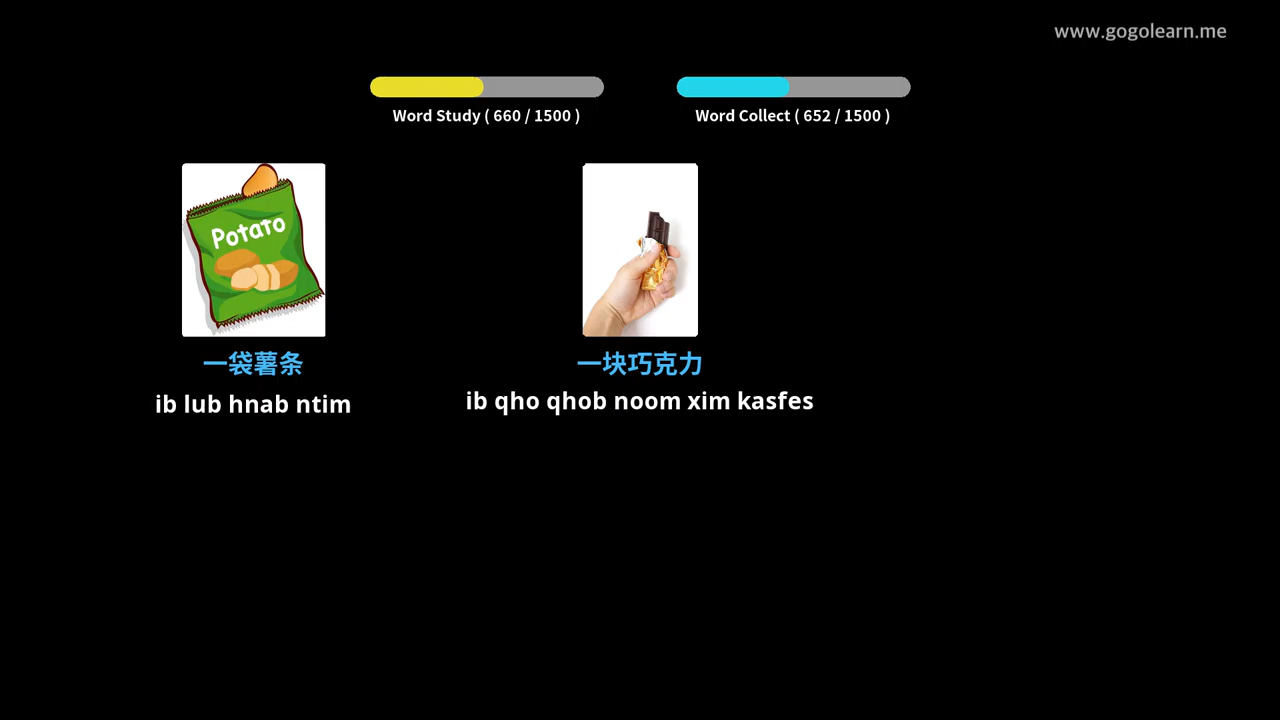 www.gogolearn.me
Word Study ( 660 / 1500 )
Word Collect ( 652 / 1500 )
Potato
一袋薯条
一块巧克力
ib lub hnab ntim
ib qho qhob noom xim kasfes